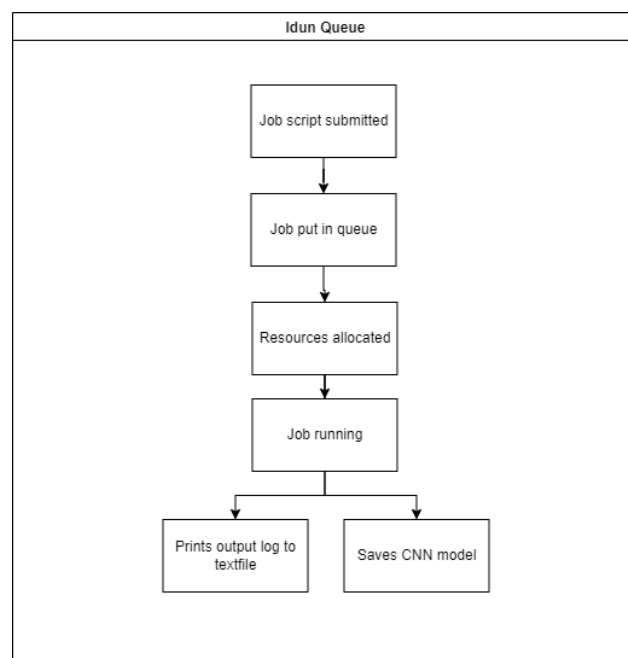 Idun Queue
Job script submitted
Job put in queue
Resources allocated
Job running
Prints output log to
textfile
Saves CNN model